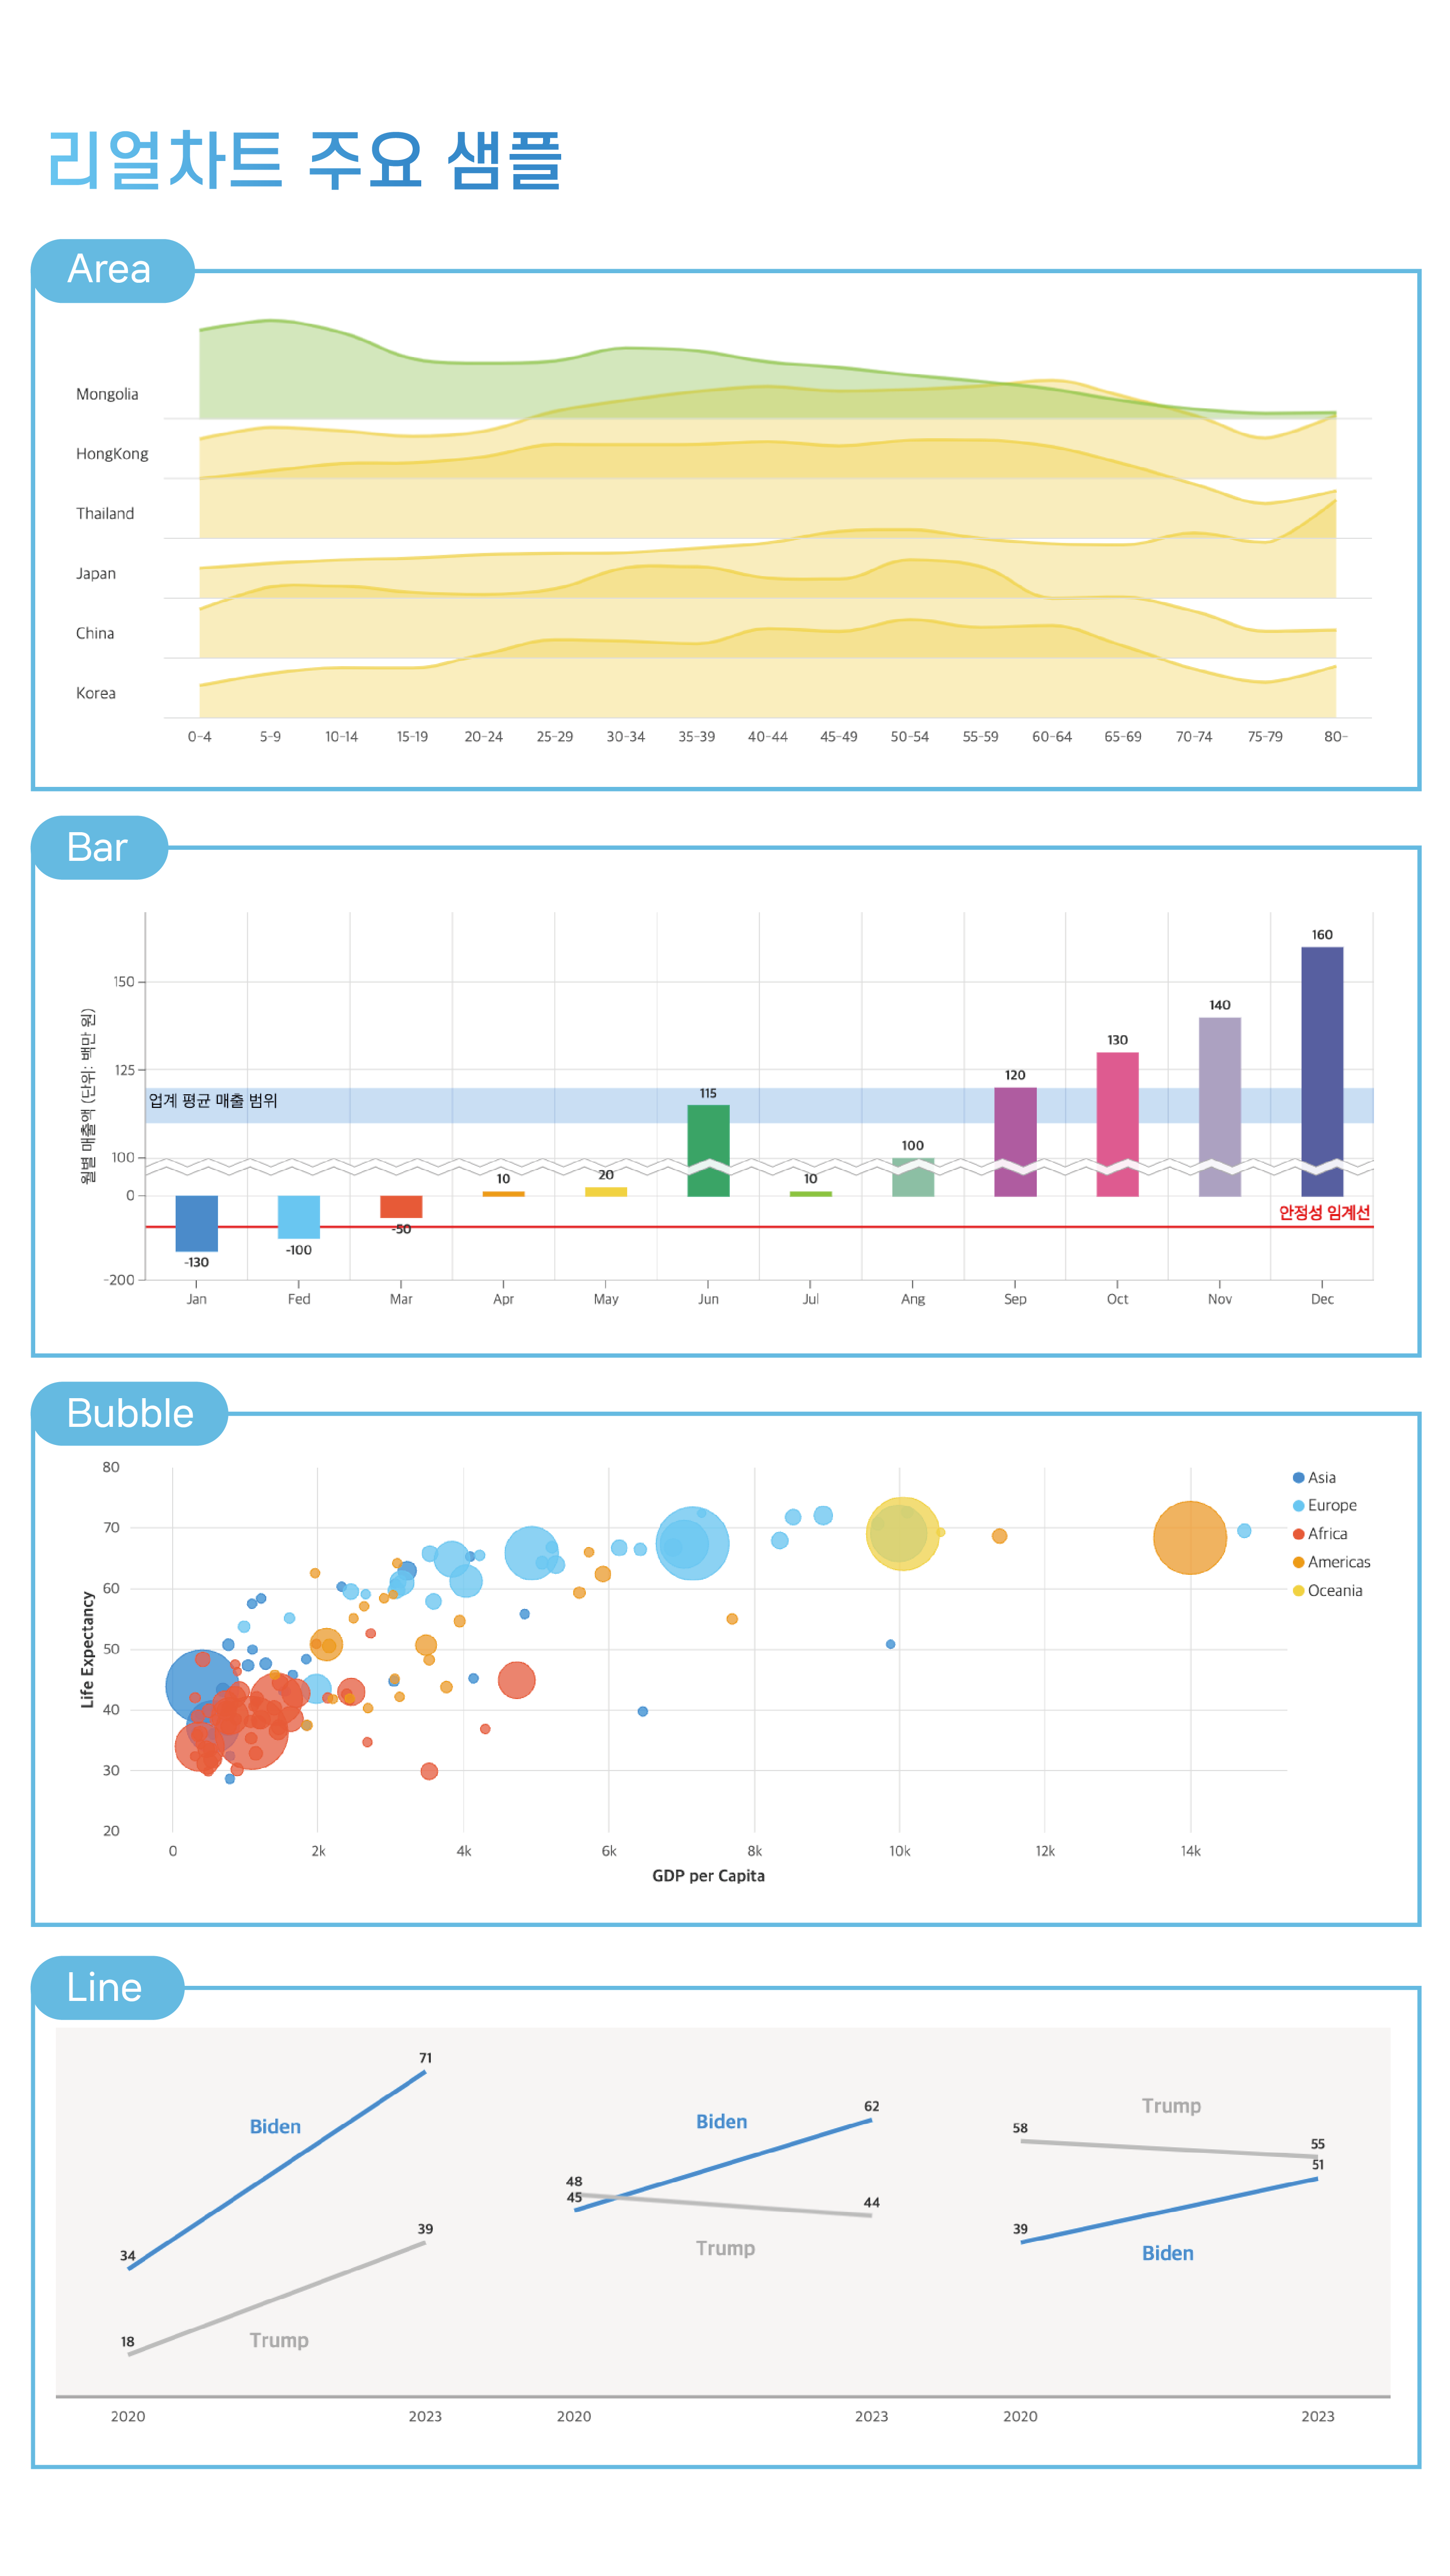 리얼차트 주요 샘플
Area
Mongolia
HongKong
Thailand
Japan
China
Korea
0-4 5-9 10-14 15-19 20-24 25-29 30-34 35-39 40-44 45-49 50-54 55-59 60-64 65-69 70-74 75-79 80-
Bar
월별 매출액 (단위: 백만 원)
160
150
140
130
125
120
115
업계 평균 매출 범위
100
100
20
10
10
0
안정성 임계선
-50
-100
-130
-200
Jan Fed Mar Apr May Jun Jul Ang Sep Oct Nov Dec
Bubble
Life Expectancy
80
70
60
50
40
30
20
Asia
Europe
Africa
Americas
Oceania
0 2k 4k 6k 8k 10k 12k 14k
GDP per Capita
Line
71
Biden
34
39
18
Trump
Biden
62
48
45
44
Trump
Trump
58
55
51
39
Biden
2020 2023 2020 2023 2020 2023